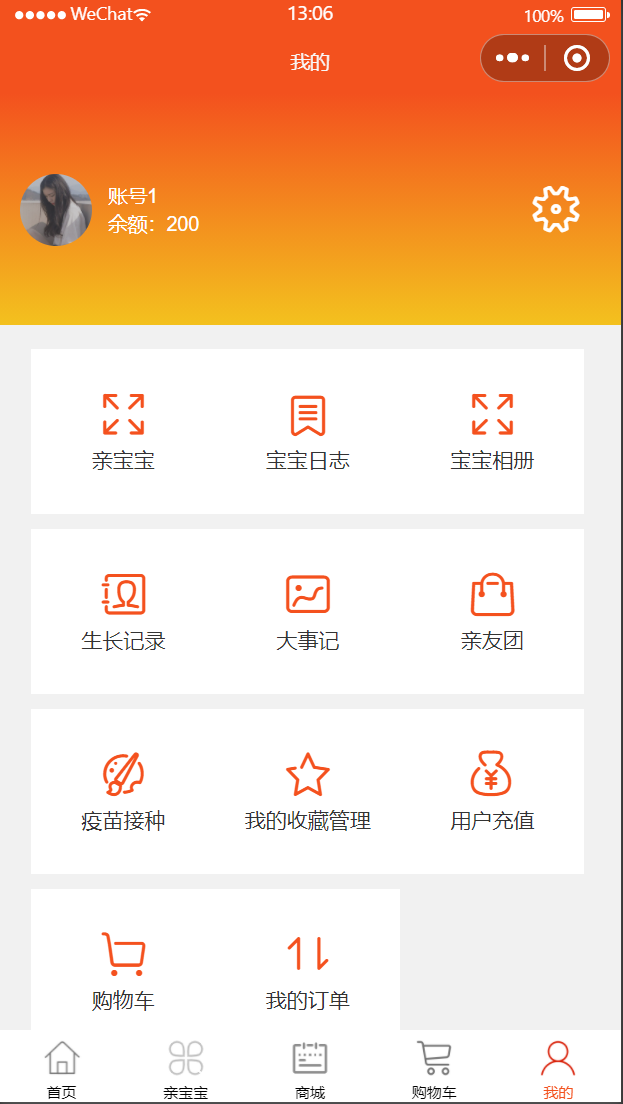 WeChat 13:06 100%
我的
账号1
余额：200
亲宝宝 宝宝日志 宝宝相册
生长记录 大事记 亲友团
疫苗接种 我的收藏管理 用户充值
购物车 我的订单
首页 亲宝宝 商城 购物车 我的